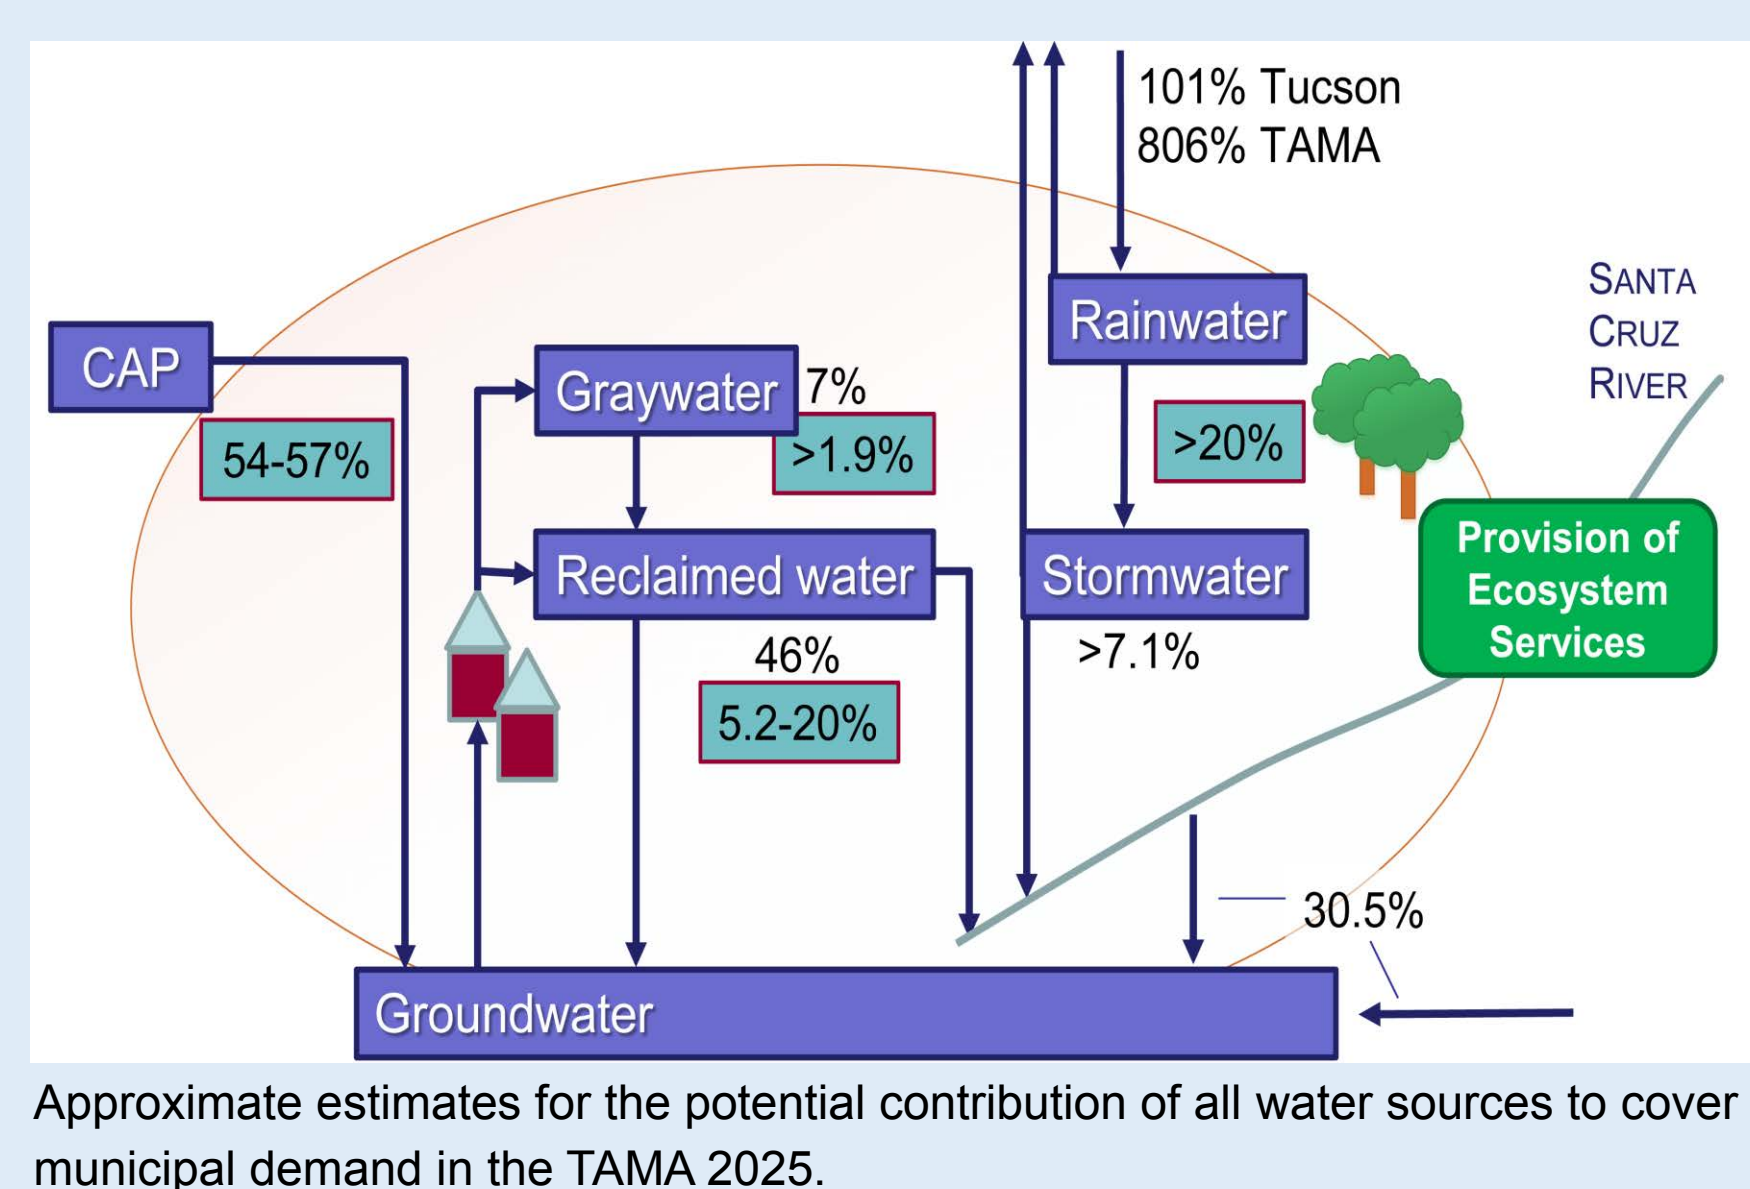 101% Tucson
806% TAMA
Rainwater
SANTA
CRUZ
RIVER
CAP
Graywater
7%
54-57%
>1.9%
>20%
Reclaimed water
Stormwater
Provision of
Ecosystem
Services
46%
>7.1%
5.2-20%
30.5%
Groundwater
Approximate estimates for the potential contribution of all water sources to cover
municipal demand in the TAMA 2025.